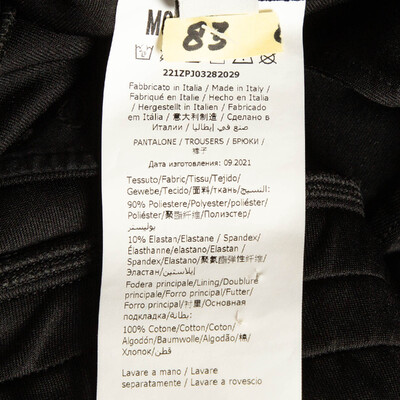 MC
85
221ZPJ03282029
Fabbricato in Italia / Made in Italy /
Fabriqué en Italie / Hecho en Italia
/ Hergestellt in Italien / Fabricado
em Itália / 意大利制造 / Сделано в
Италии / صنع في إيطاليا
PANTALONE / TROUSERS / БРЮКИ /
裤子
Дата изготовления: 09.2021
Tessuto/Fabric/Tissu/Tejido/
Gewebe/Tecido/面料/ткань/النسيج:
90% Poliestere/Polyester/poliéster/
Poliéster/聚酯纤维/Полиэстер/
بوليستر
10% Elastan/Elastane / Spandex/
Élasthanne/elastano/Elastan /
Spandex/Elastano/聚氨酯弹性纤维/
Эластан/إيلاستين
Fodera principale/Lining/Doublure
principale/Forro principal/Futter/
Forro principal/衬里/Основная
подкладка/بطانة:
100% Cotone/Cotton/Coton/
Algodón/Baumwolle/Algodão/棉/
Хлопок/قطن
Lavare a mano / Lavare
separatamente / Lavare a rovescio